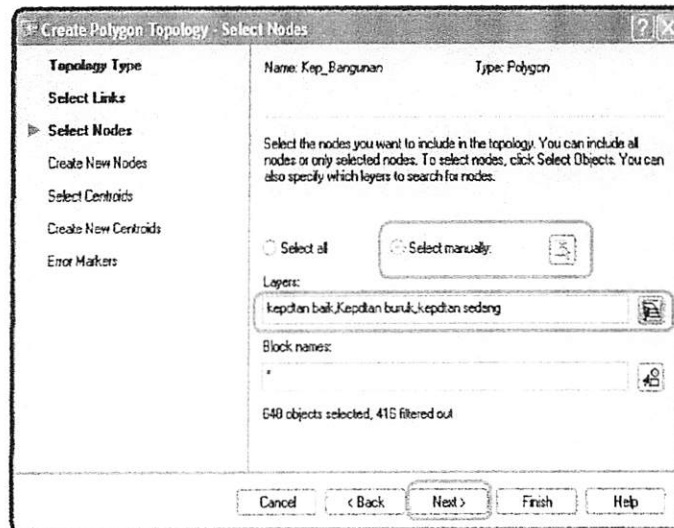 Create Polygon Topology - Select Nodes
Topology Type
Select Links
Select Nodes
Create New Nodes
Select Centroids
Create New Centroids
Error Markers
Name: Kep_Bangunan Type: Polygon
Select the nodes you want to include in the topology. You can include all
nodes or only selected nodes. To select nodes, click Select Objects. You can
also specify which layers to search for nodes.
Select all Select manually:
Layers:
kepdtan baik,Kepdtan buruk,kepdtan sedang
Block names:
*
640 objects selected, 416 filtered out
Cancel < Back Next > Finish Help